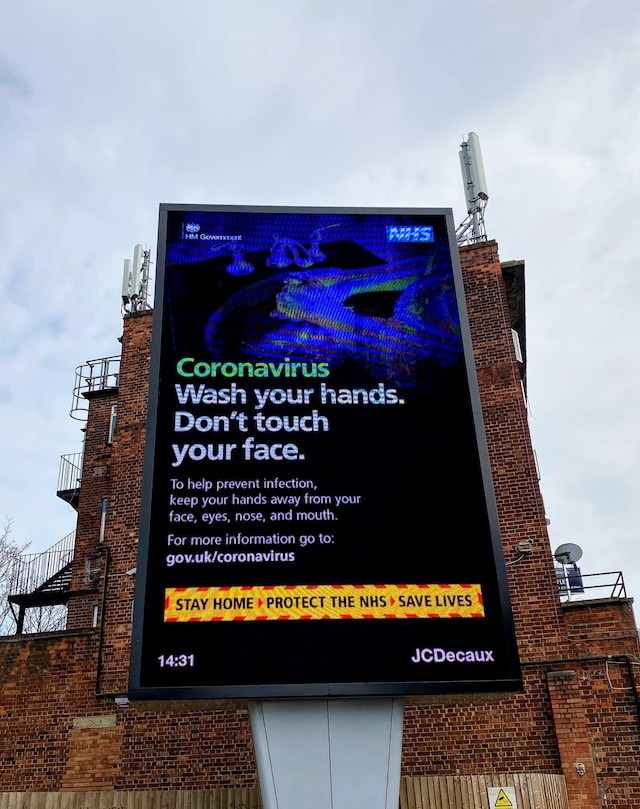 HM Government
NHS
Coronavirus
Wash your hands.
Don't touch
your face.
To help prevent infection,
keep your hands away from your
face, eyes, nose, and mouth.
For more information go to:
gov.uk/coronavirus
STAY HOME PROTECT THE NHS SAVE LIVES
14:31
JCDecaux